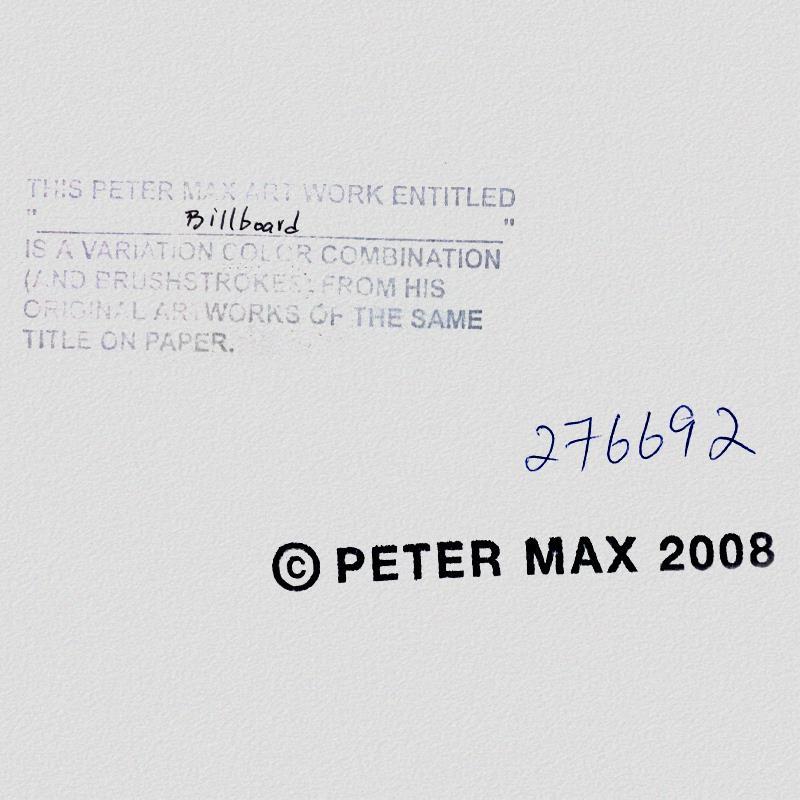 THIS PETER MAX ART WORK ENTITLED
" Billboard "
IS A VARIATION COLOR COMBINATION
(AND BRUSHSTROKES) FROM HIS
ORIGINAL ARTWORKS OF THE SAME
TITLE ON PAPER.
276692
© PETER MAX 2008